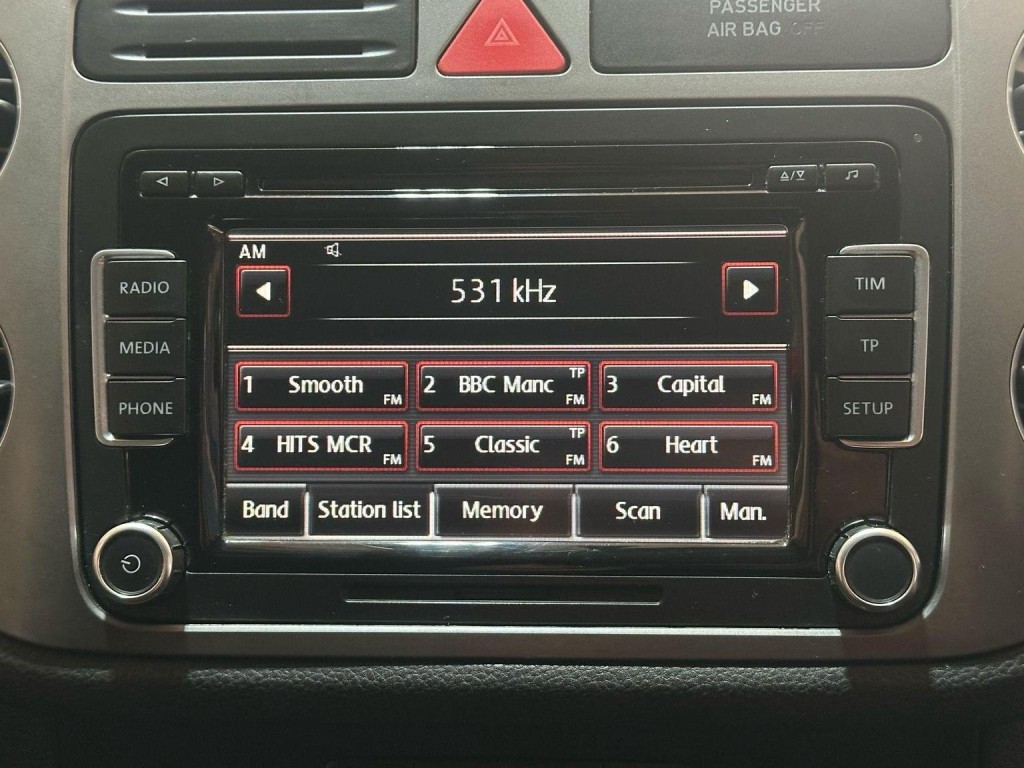 PASSENGER
AIR BAG OFF
AM
531 kHz
RADIO
MEDIA
PHONE
TIM
TP
SETUP
1 Smooth FM
2 BBC Manc TP FM
3 Capital FM
4 HITS MCR FM
5 Classic TP FM
6 Heart FM
Band Station list Memory Scan Man.